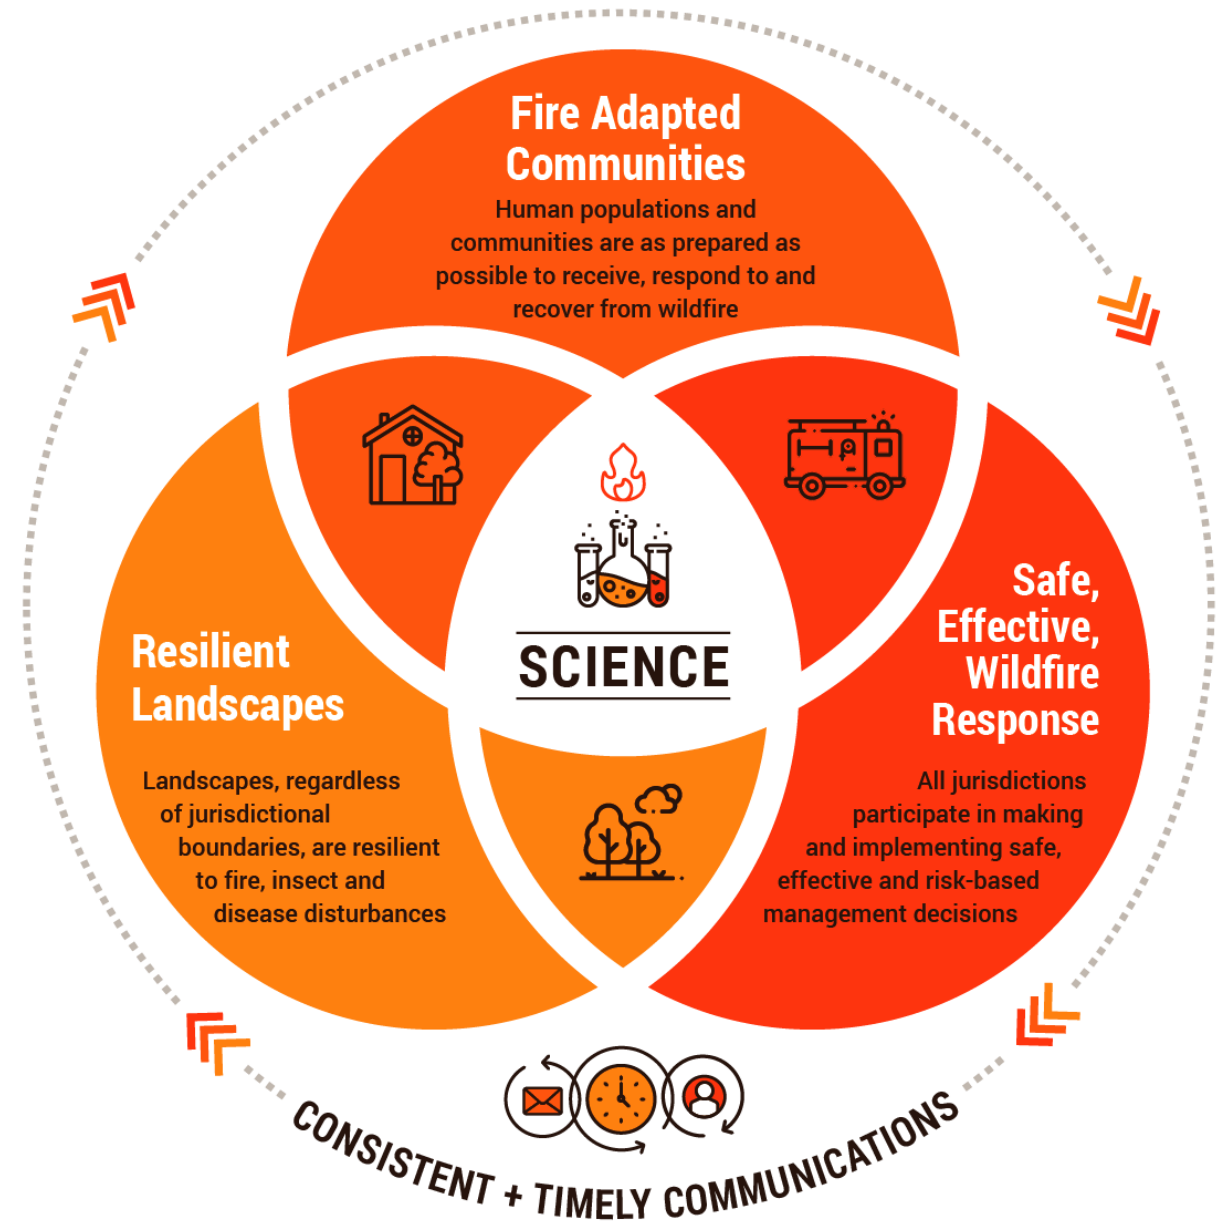 Fire Adapted
Communities
Human populations and
communities are as prepared as
possible to receive, respond to and
recover from wildfire
SCIENCE
Resilient
Landscapes
Landscapes, regardless
of jurisdictional
boundaries, are resilient
to fire, insect and
disease disturbances
Safe,
Effective,
Wildfire
Response
All jurisdictions
participate in making
and implementing safe,
effective and risk-based
management decisions
CONSISTENT + TIMELY COMMUNICATIONS